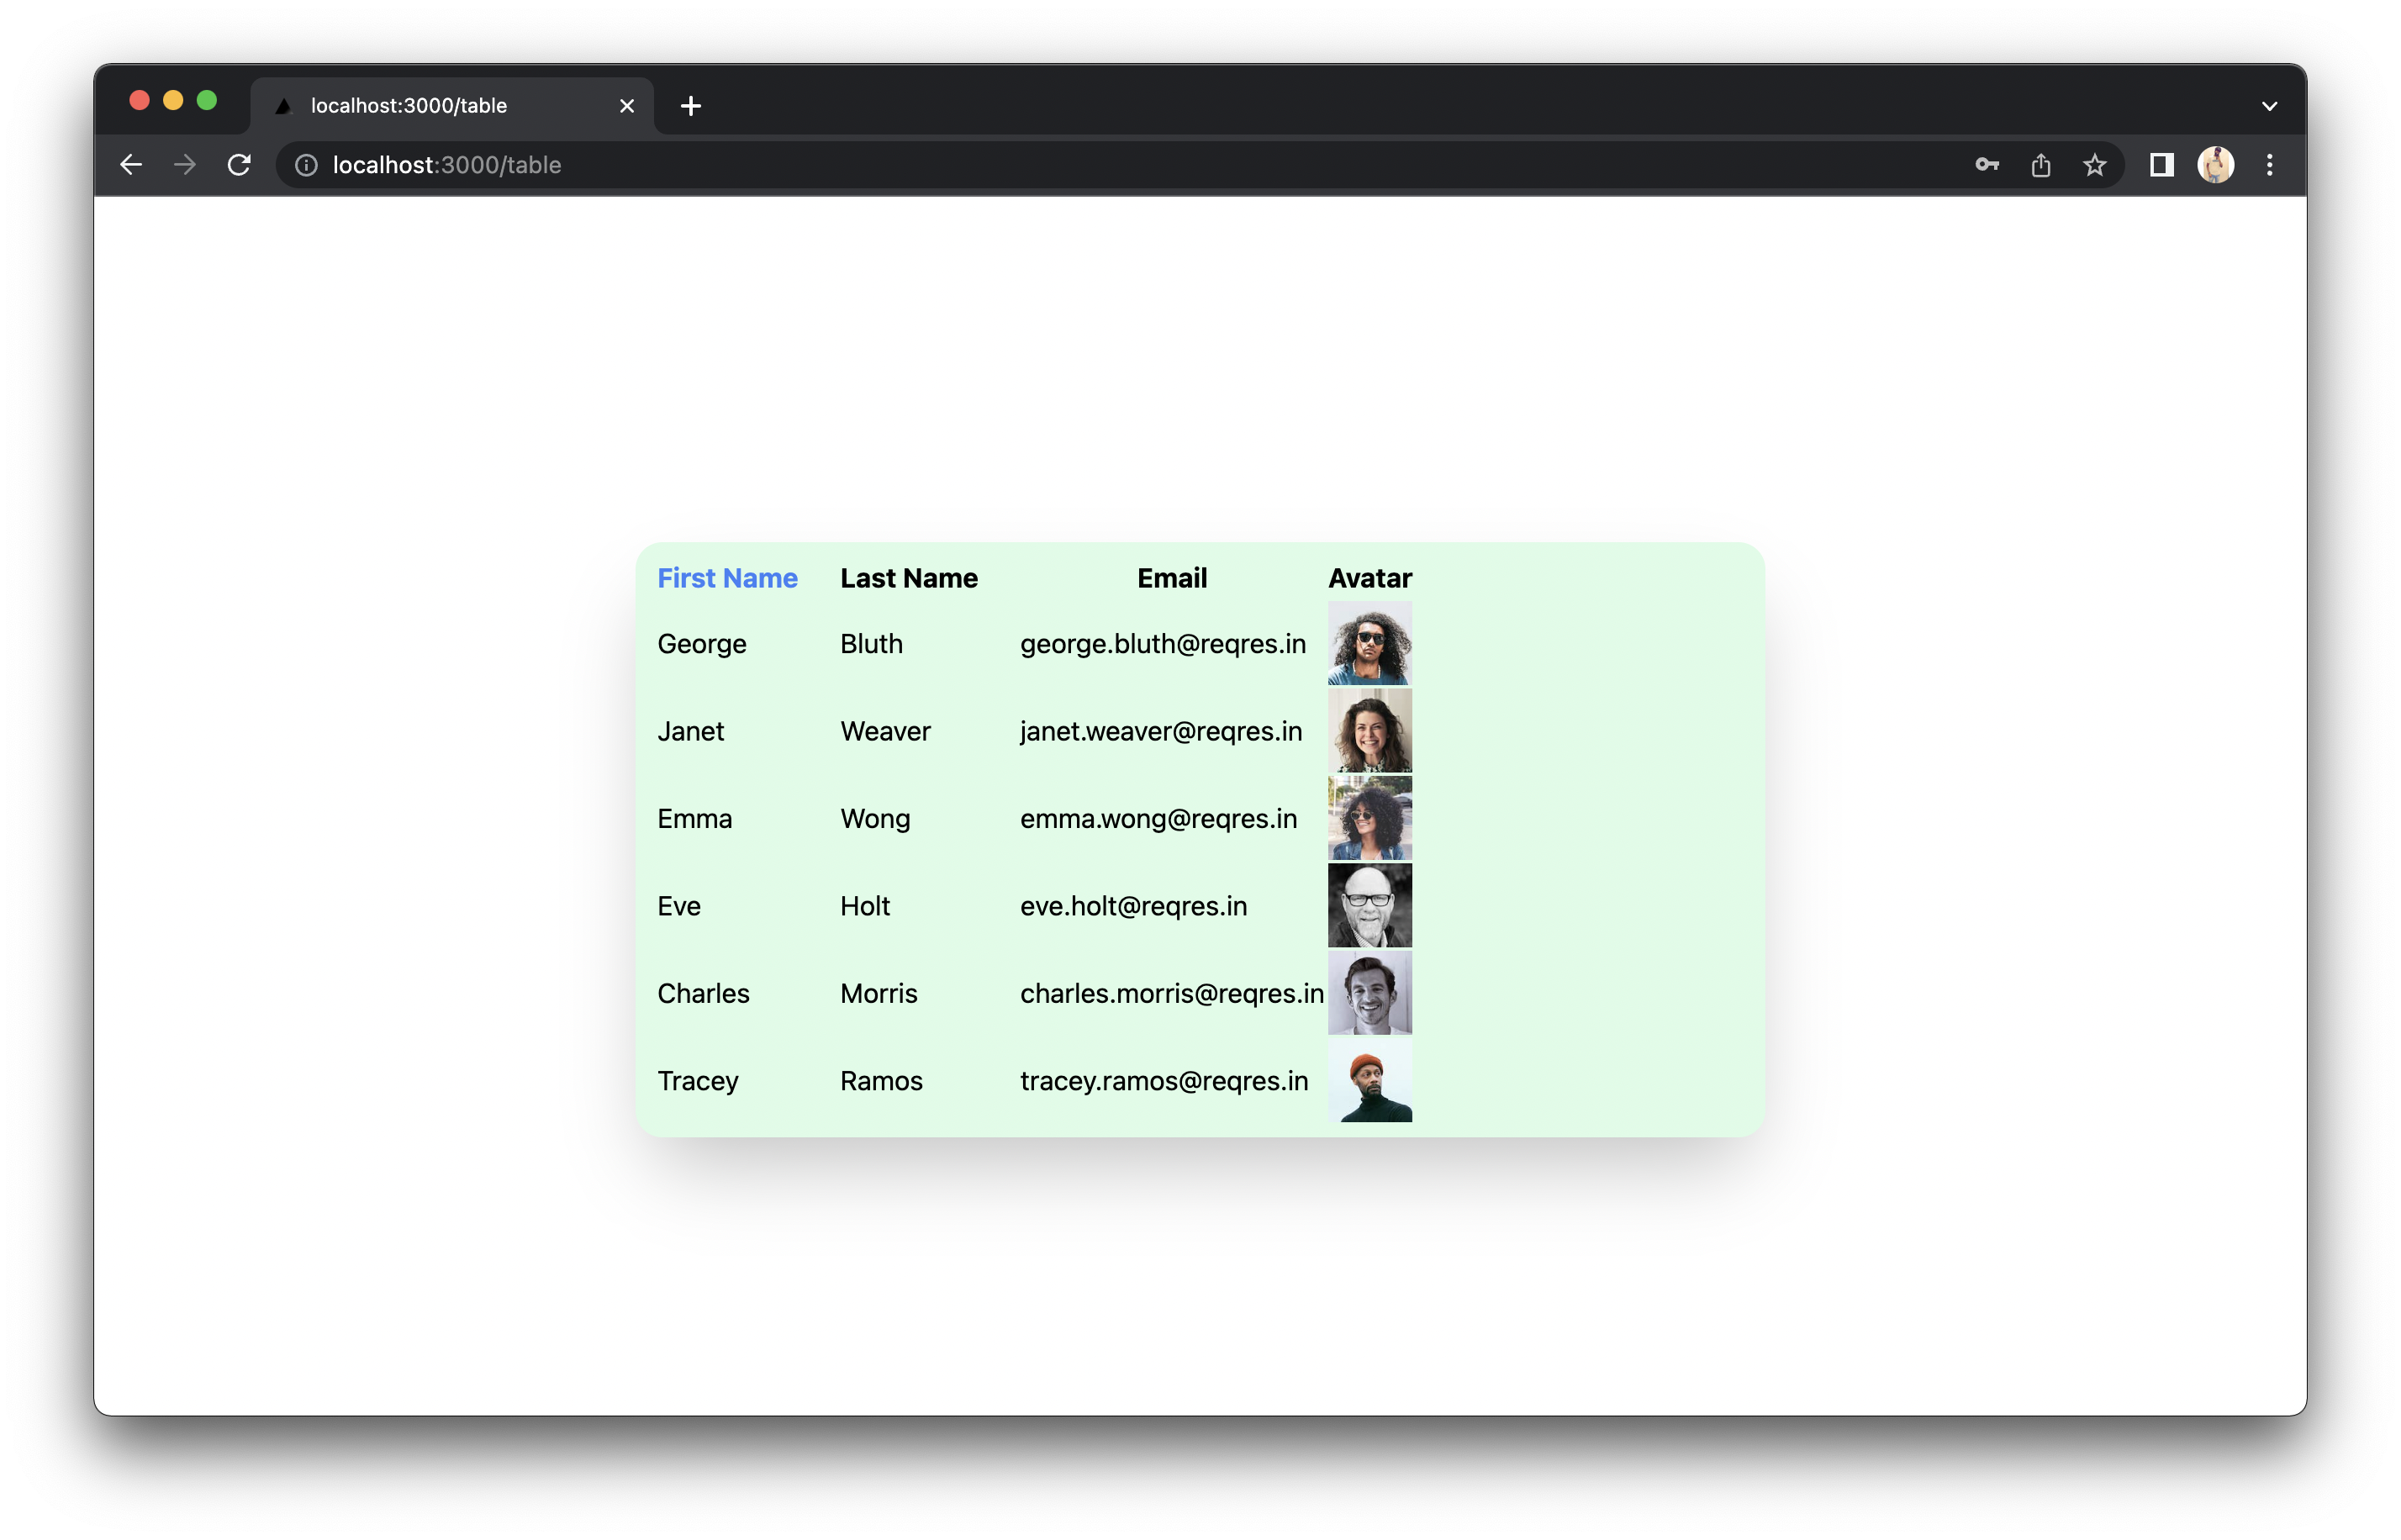 localhost:3000/table
localhost:3000/table
First Name Last Name Email Avatar
George Bluth george.bluth@reqres.in
Janet Weaver janet.weaver@reqres.in
Emma Wong emma.wong@reqres.in
Eve Holt eve.holt@reqres.in
Charles Morris charles.morris@reqres.in
Tracey Ramos tracey.ramos@reqres.in